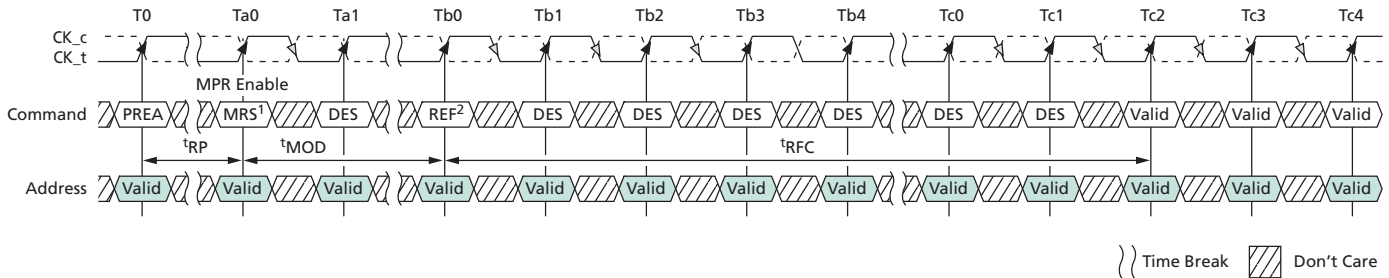 T0 Ta0 Ta1 Tb0 Tb1 Tb2 Tb3 Tb4 Tc0 Tc1 Tc2 Tc3 Tc4
CK_c
CK_t
MPR Enable
Command PREA MRS1 DES REF2 DES DES DES DES DES DES Valid Valid Valid
tRP tMOD tRFC
Address Valid Valid Valid Valid Valid Valid Valid Valid Valid Valid Valid Valid Valid
Time Break Don't Care